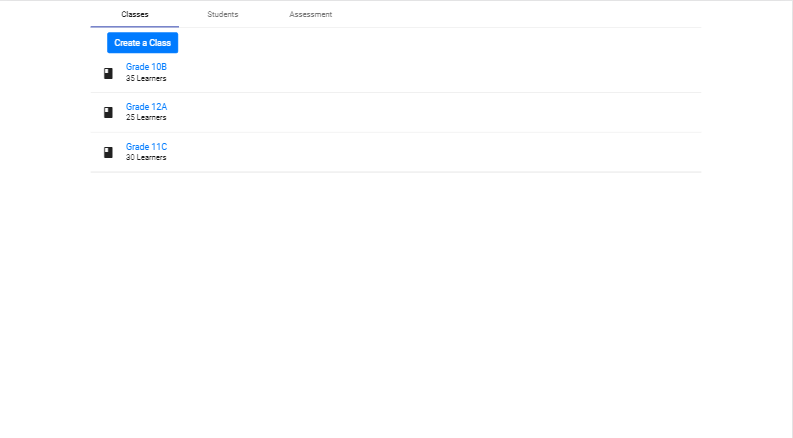 Classes Students Assessment
Create a Class
Grade 10B
35 Learners
Grade 12A
25 Learners
Grade 11C
30 Learners